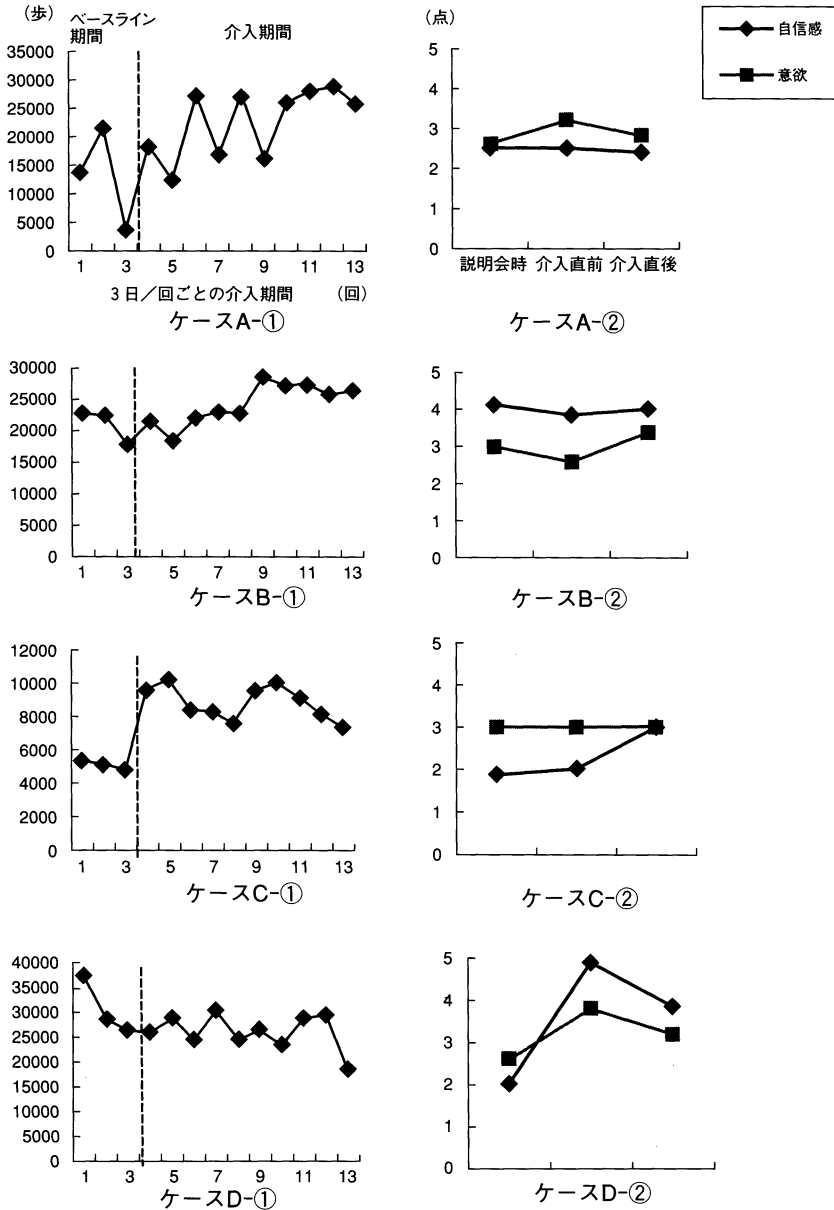 (歩)
ベースライン
期間
介入期間
35000
30000
25000
20000
15000
10000
5000
0
1 3 5 7 9 11 13
3日/回ごとの介入期間 (回)
ケースA-①
(点)
5
4
3
2
1
0
説明会時 介入直前 介入直後
ケースA-②
自信感
意欲
30000
25000
20000
15000
10000
5000
0
1 3 5 7 9 11 13
ケースB-①
5
4
3
2
1
0
ケースB-②
12000
10000
8000
6000
4000
2000
0
1 3 5 7 9 11 13
ケースC-①
5
4
3
2
1
0
ケースC-②
40000
35000
30000
25000
20000
15000
10000
5000
0
1 3 5 7 9 11 13
ケースD-①
5
4
3
2
1
0
ケースD-②